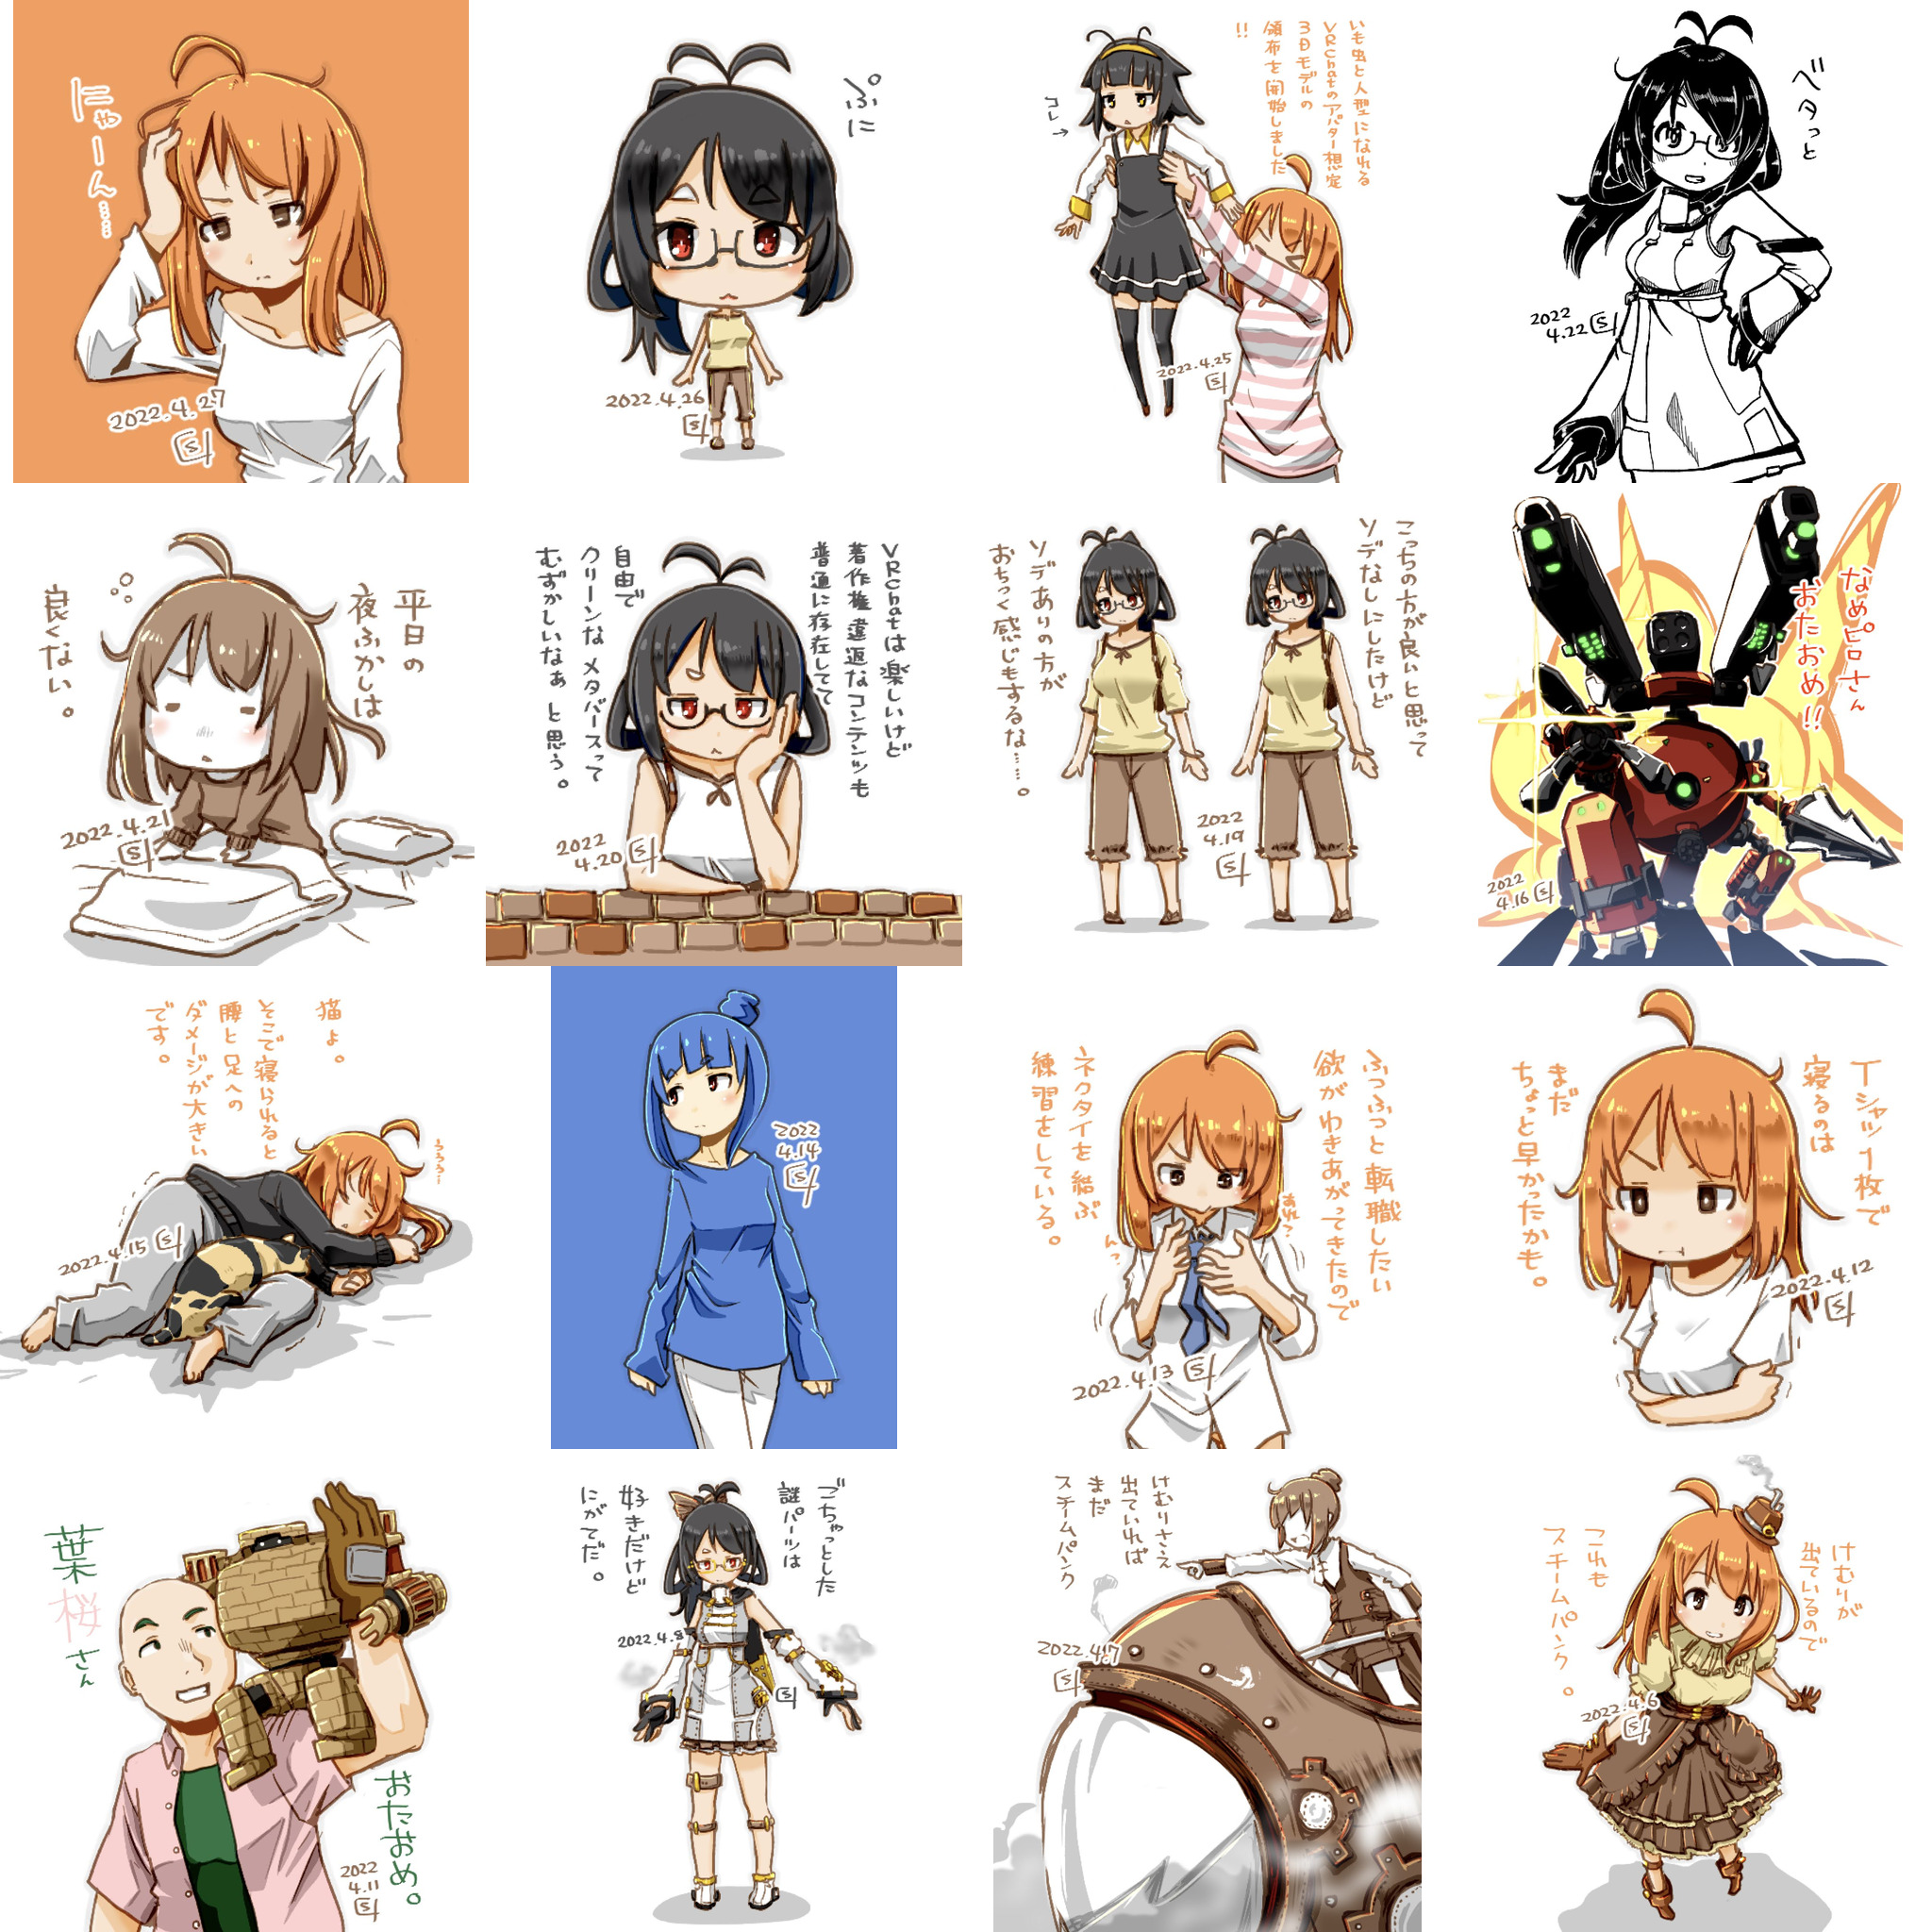 にゃーん……
2022.4.27
ぷに
2022.4.26
いも虫と人型になれる
VRChatのアバター想定
3Dモデルの
頒布を開始しました
!!
コレ→
2022.4.25
ベタっと
2022
4.22
平日の
夜ふかしは
良くない。
2022.4.21
VRChatは楽しいけど
著作権違返なコンテンツも
普通に存在してて
自由で
クリーンなメタバースって
むずかしいなぁと思う。
2022
4.20
こっちの方が良いと思って
ソデなしにしたけど
ソデありの方が
おちつく感じもするな……。
2022
4.19
なめピロさん
おたおめ!!
2022
4.16
猫よ。
そこで寝られると
腰と足への
ダメージが大きい
です。
ううう…
2022.4.15
2022
4.14
ふつふつと転職したい
欲がわきあがってきたので
ネクタイを結ぶ
練習をしている。
あれ?
んっ
2022.4.13
Tシャツ1枚で
寝るのは
まだ
ちょっと早かったかも。
2022.4.12
葉桜さん
おたおめ。
2022
4.11
ごちゃっとした
謎パーツは
好きだけど
にがてだ。
2022.4.8
けむりさえ
出ていれば
まだ
スチームパンク
2022.4.7
けむりが
出ているので
これも
スチームパンク。
2022.4.6